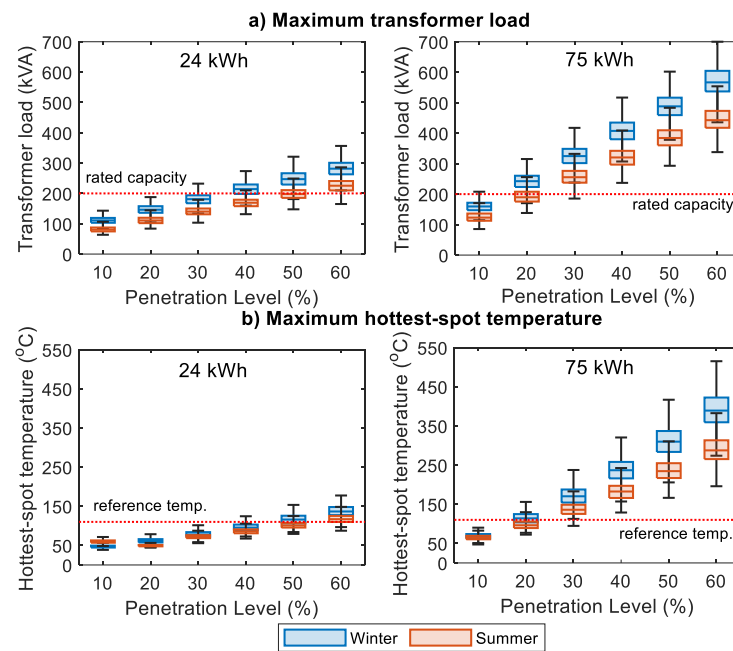 a) Maximum transformer load
24 kWh
75 kWh
Transformer load (kVA)
700
600
500
400
300
200
100
0
rated capacity
10 20 30 40 50 60
Penetration Level (%)
Transformer load (kVA)
700
600
500
400
300
200
100
0
rated capacity
10 20 30 40 50 60
Penetration Level (%)
b) Maximum hottest-spot temperature
24 kWh
75 kWh
Hottest-spot temperature (°C)
550
450
350
250
150
50
0
reference temp.
10 20 30 40 50 60
Penetration Level (%)
Hottest-spot temperature (°C)
550
450
350
250
150
50
0
reference temp.
10 20 30 40 50 60
Penetration Level (%)
Winter Summer